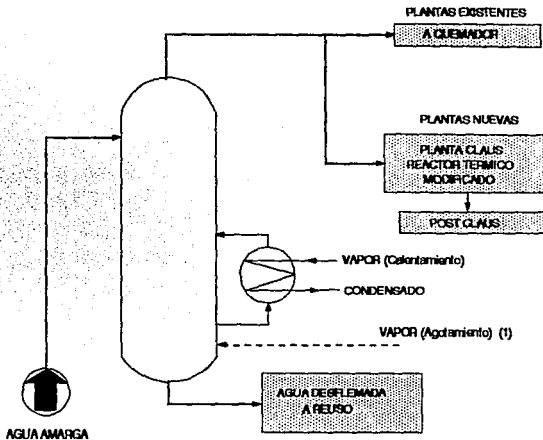 PLANTAS EXISTENTES
A QUEMADOR
PLANTAS NUEVAS
PLANTA CLAUS
REACTOR TERMICO
MODIFICADO
POST CLAUS
VAPOR (Calentamiento)
CONDENSADO
VAPOR (Agotamiento) (1)
AGUA DESFLEMADA
A REUSO
AGUA AMARGA